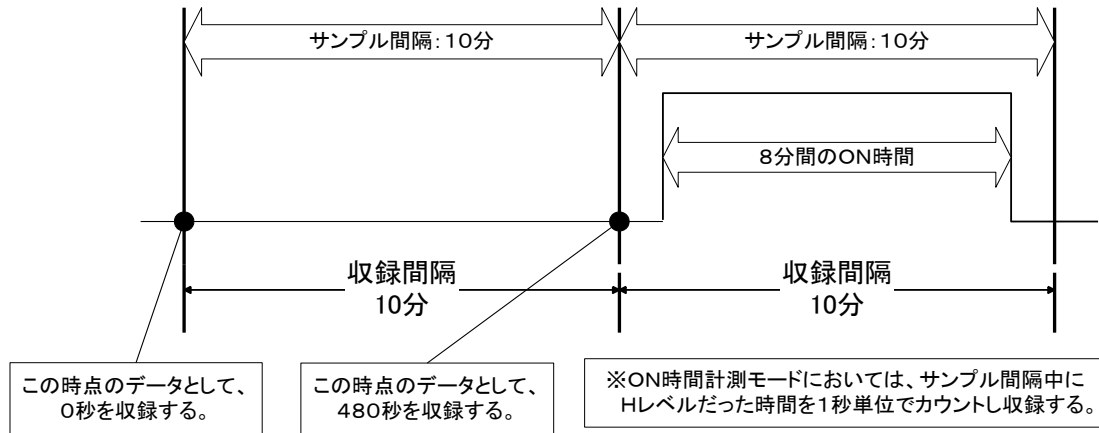 サンプル間隔：10分
サンプル間隔：10分
8分間のON時間
収録間隔
10分
収録間隔
10分
この時点のデータとして、
0秒を収録する。
この時点のデータとして、
480秒を収録する。
※ON時間計測モードにおいては、サンプル間隔中に
Hレベルだった時間を1秒単位でカウントし収録する。